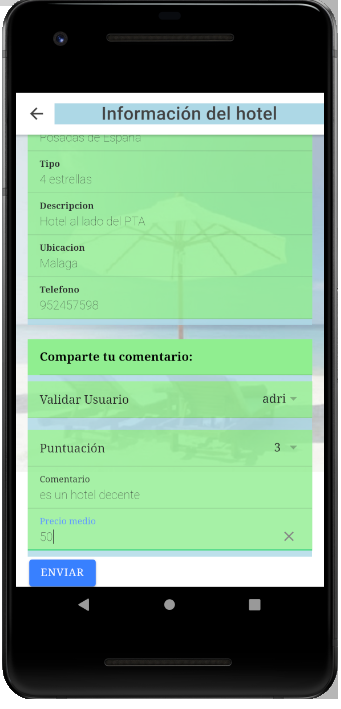 Información del hotel
Posadas de España
Tipo
4 estrellas
Descripcion
Hotel al lado del PTA
Ubicacion
Malaga
Telefono
952457598
Comparte tu comentario:
Validar Usuario adri
Puntuación 3
Comentario
es un hotel decente
Precio medio
50
ENVIAR